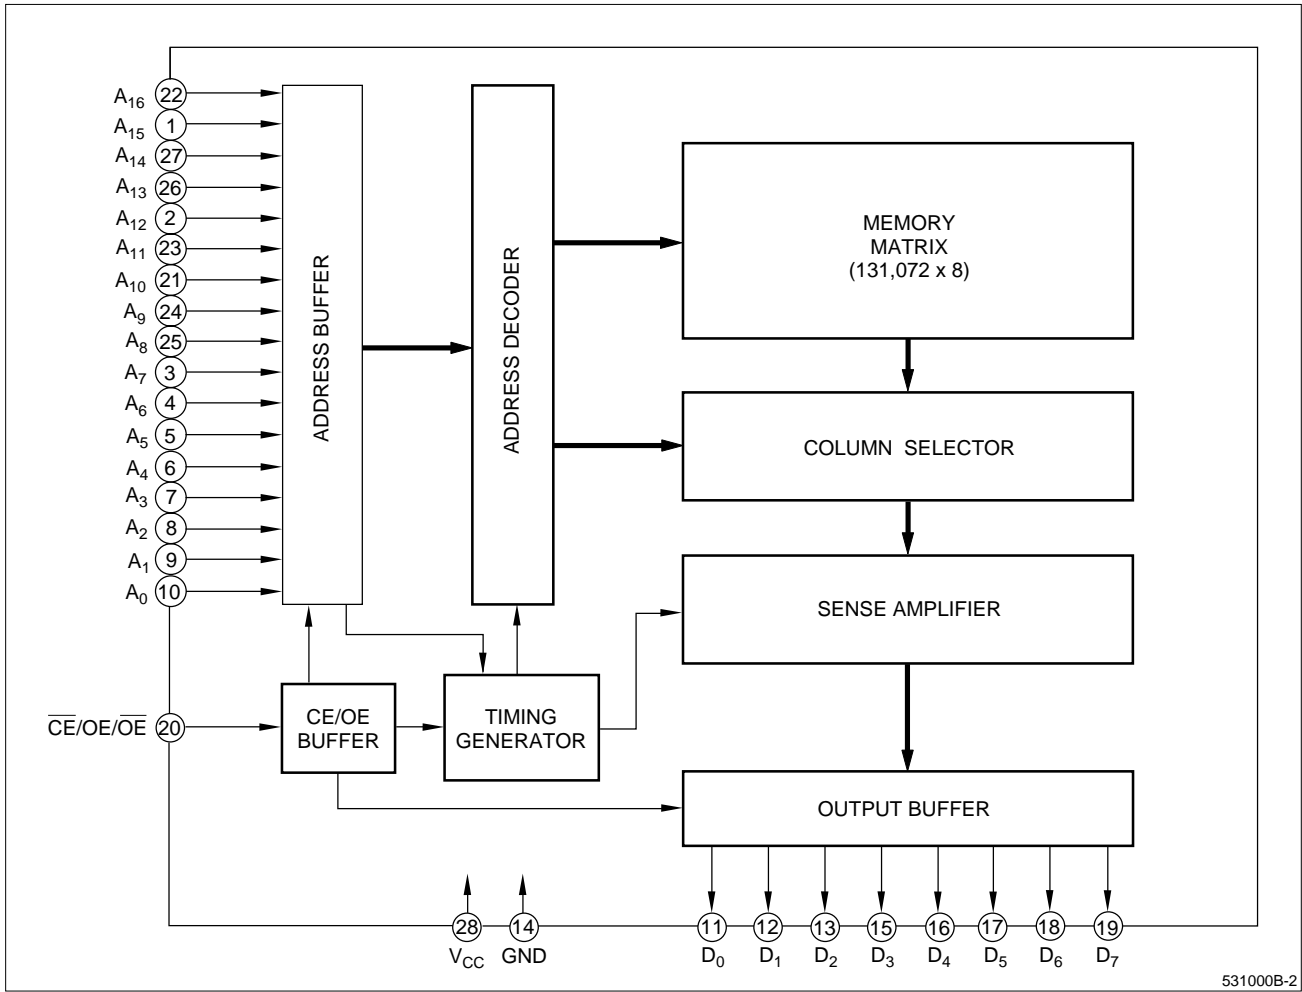 A16 22
A15 1
A14 27
A13 26
A12 2
A11 23
A10 21
A9 24
A8 25
A7 3
A6 4
A5 5
A4 6
A3 7
A2 8
A1 9
A0 10
ADDRESS BUFFER
ADDRESS DECODER
MEMORY
MATRIX
(131,072 x 8)
COLUMN SELECTOR
SENSE AMPLIFIER
C̅E̅/OE/O̅E̅ 20
CE/OE
BUFFER
TIMING
GENERATOR
OUTPUT BUFFER
28 14 11 12 13 15 16 17 18 19
VCC GND D0 D1 D2 D3 D4 D5 D6 D7
531000B-2